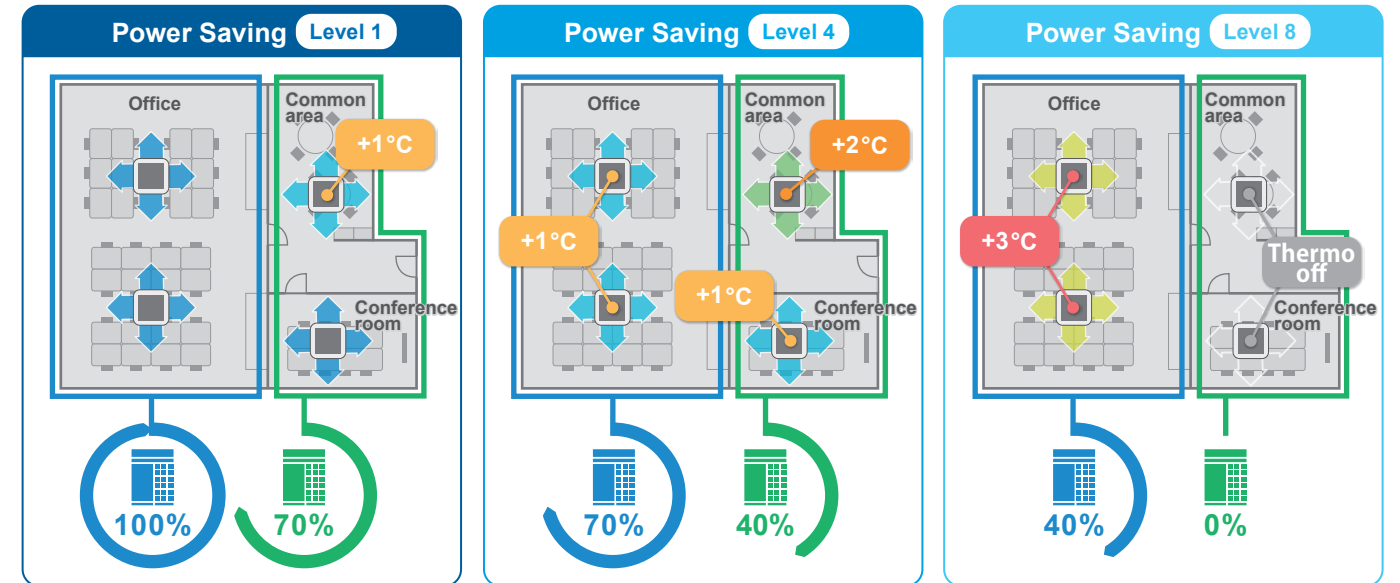 Power Saving Level 1
Office
Common
area
+1°C
Conference
room
100%
70%
Power Saving Level 4
Office
Common
area
+2°C
+1°C
+1°C
Conference
room
70%
40%
Power Saving Level 8
Office
Common
area
+3°C
Thermo
off
Conference
room
40%
0%